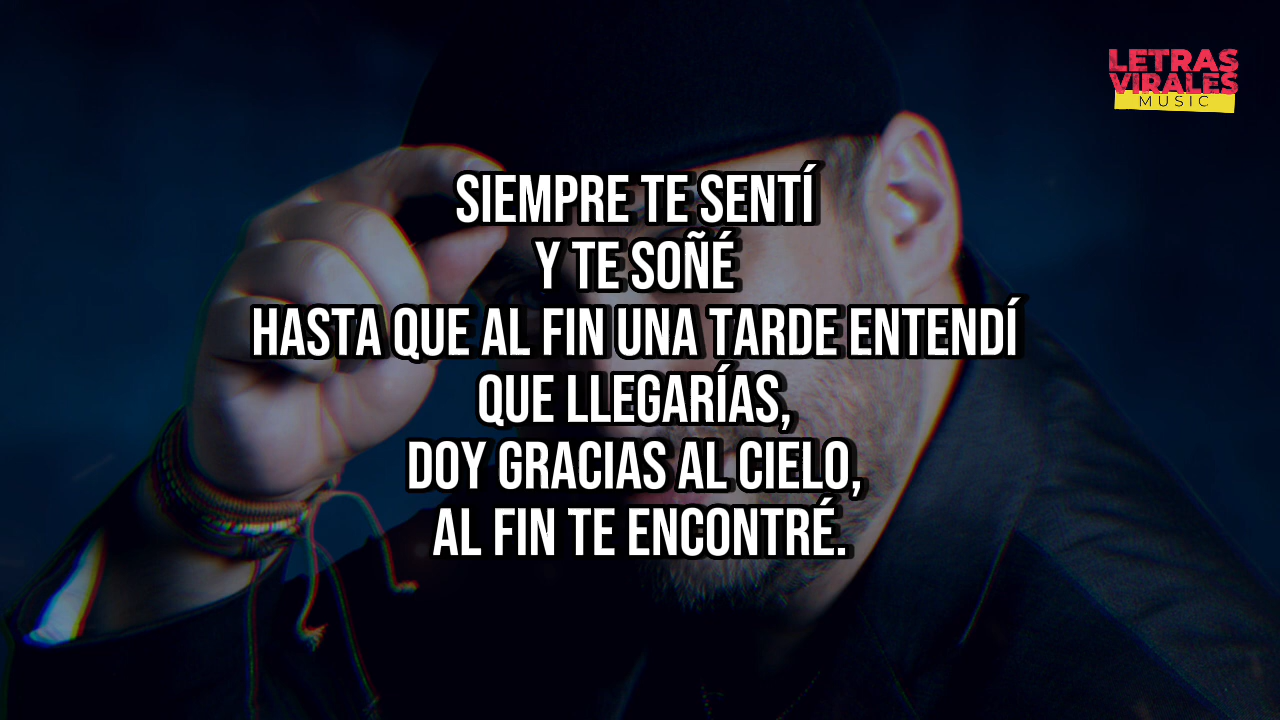 LETRAS
VIRALES
MUSIC
SIEMPRE TE SENTÍ
Y TE SOÑÉ
HASTA QUE AL FIN UNA TARDE ENTENDÍ
QUE LLEGARÍAS,
DOY GRACIAS AL CIELO,
AL FIN TE ENCONTRÉ.